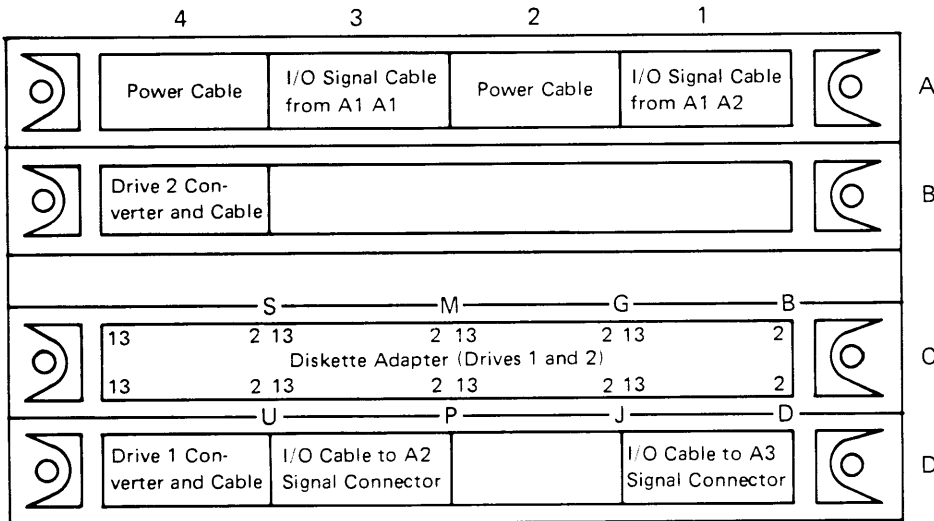 4 3 2 1
Power Cable
I/O Signal Cable
from A1 A1
Power Cable
I/O Signal Cable
from A1 A2
A
Drive 2 Con-
verter and Cable
B
S M G B
13 2 13 2 13 2 13 2
Diskette Adapter (Drives 1 and 2)
13 2 13 2 13 2 13 2
C
U P J D
Drive 1 Con-
verter and Cable
I/O Cable to A2
Signal Connector
I/O Cable to A3
Signal Connector
D